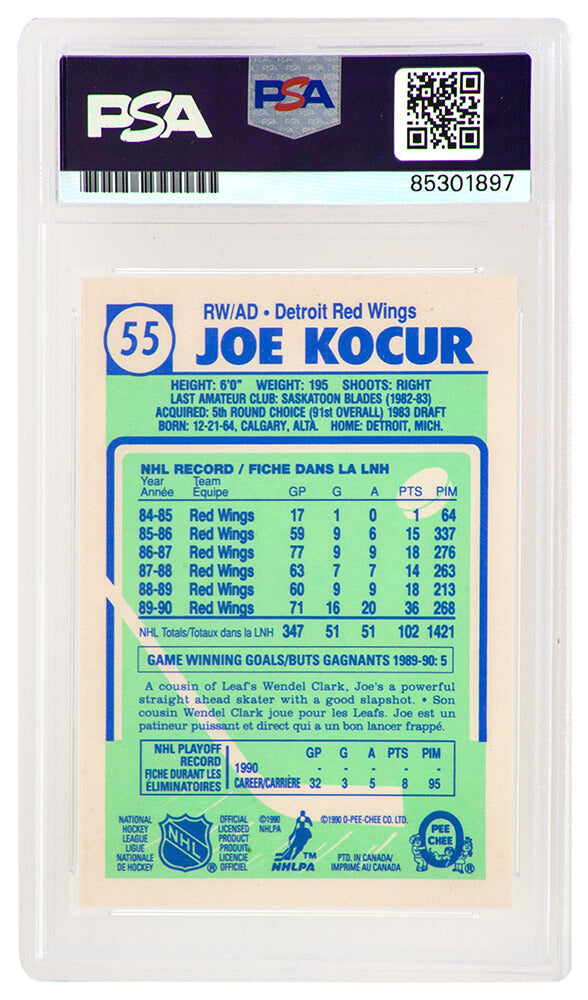 PSA
PSA
85301897
55
RW/AD • Detroit Red Wings
JOE KOCUR
HEIGHT: 6'0" WEIGHT: 195 SHOOTS: RIGHT
LAST AMATEUR CLUB: SASKATOON BLADES (1982-83)
ACQUIRED: 5th ROUND CHOICE (91st OVERALL) 1983 DRAFT
BORN: 12-21-64, CALGARY, ALTA. HOME: DETROIT, MICH.
NHL RECORD / FICHE DANS LA LNH
Year Team
Année Équipe GP G A PTS PIM
84-85 Red Wings 17 1 0 1 64
85-86 Red Wings 59 9 6 15 337
86-87 Red Wings 77 9 9 18 276
87-88 Red Wings 63 7 7 14 263
88-89 Red Wings 60 9 9 18 213
89-90 Red Wings 71 16 20 36 268
NHL Totals/Totaux dans la LNH 347 51 51 102 1421
GAME WINNING GOALS/BUTS GAGNANTS 1989-90: 5
A cousin of Leaf's Wendel Clark, Joe's a powerful
straight ahead skater with a good slapshot. • Son
cousin Wendel Clark joue pour les Leafs. Joe est un
patineur puissant et direct qui a un bon lancer frappé.
NHL PLAYOFF
RECORD
FICHE DURANT LES
ÉLIMINATOIRES
GP G A PTS PIM
1990 - - - - -
CAREER/CARRIÈRE 32 3 5 8 95
NATIONAL
HOCKEY
LEAGUE
LIGUE
NATIONALE
DE HOCKEY
NHL
®
OFFICIAL
LICENSED
PRODUCT
PRODUIT
LICENCIE
OFFICIEL
©1990
NHLPA
TM
NHLPA
©1990 O-PEE-CHEE CO. LTD.
PTD. IN CANADA/
IMPRIMÉ AU CANADA
O
PEE
CHEE
®